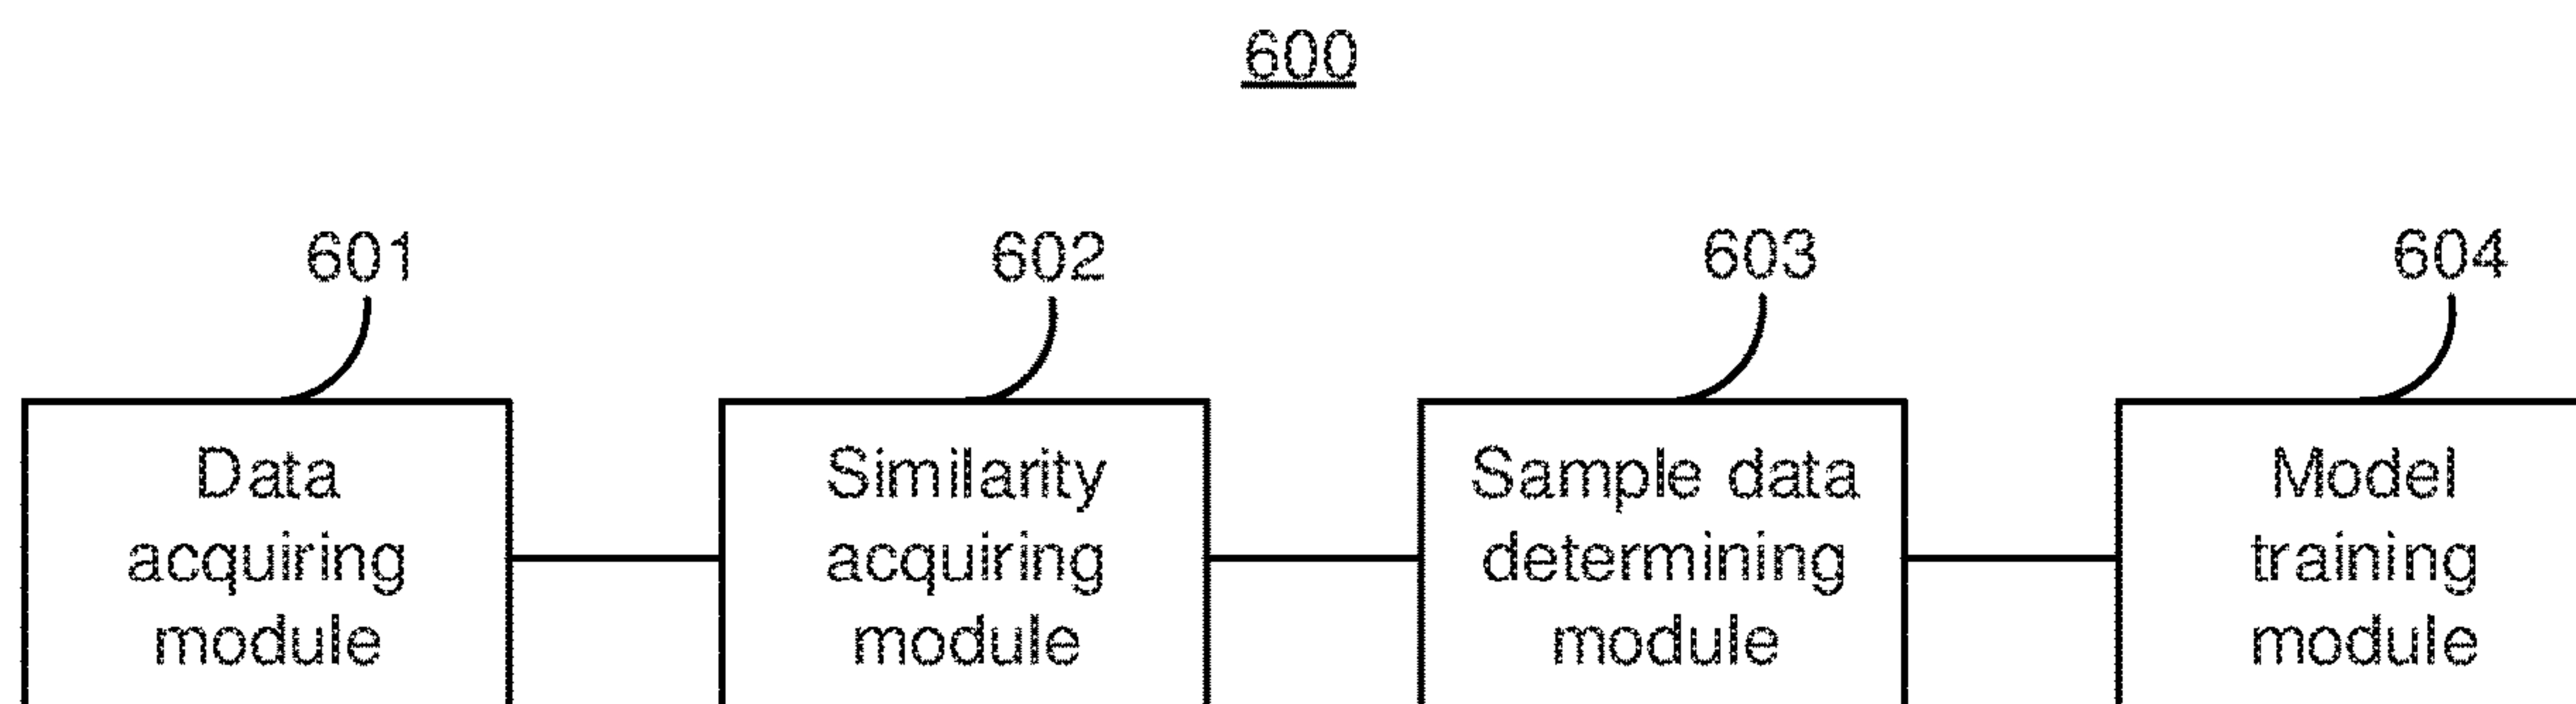 600
601
602
603
604
Data
acquiring
module
Similarity
acquiring
module
Sample data
determining
module
Model
training
module